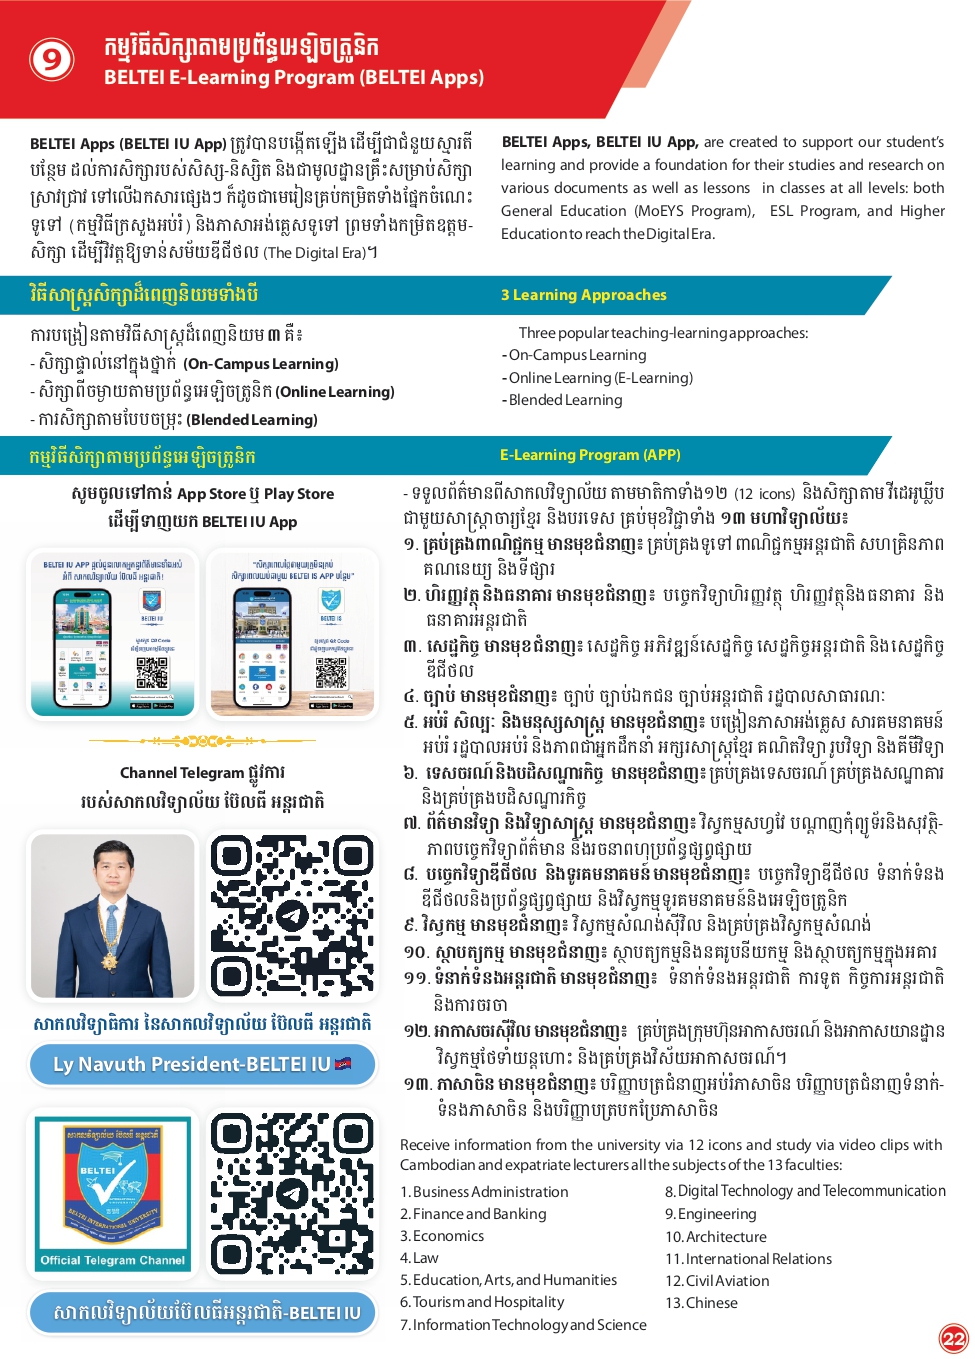 9
កម្មវិធីសិក្សាតាមប្រព័ន្ធអេឡិចត្រូនិក
BELTEI E-Learning Program (BELTEI Apps)
BELTEI Apps (BELTEI IU App) ត្រូវបានបង្កើតឡើង ដើម្បីជាជំនួយស្មារតី
បន្ថែម ដល់ការសិក្សារបស់សិស្ស-និស្សិត និងជាមូលដ្ឋានគ្រឹះសម្រាប់សិក្សា
ស្រាវជ្រាវ ទៅលើឯកសារផ្សេងៗ ក៏ដូចជាមេរៀនគ្រប់កម្រិតទាំងផ្នែកចំណេះ
ទូទៅ (កម្មវិធីក្រសួងអប់រំ) និងភាសាអង់គ្លេសទូទៅ ព្រមទាំងកម្រិតឧត្តម-
សិក្សា ដើម្បីវិវត្តឱ្យទាន់សម័យឌីជីថល (The Digital Era)។
BELTEI Apps, BELTEI IU App, are created to support our student's
learning and provide a foundation for their studies and research on
various documents as well as lessons in classes at all levels: both
General Education (MoEYS Program), ESL Program, and Higher
Education to reach the Digital Era.
វិធីសាស្ត្រសិក្សាដ៏ពេញនិយមទាំងបី
3 Learning Approaches
ការបង្រៀនតាមវិធីសាស្ត្រដ៏ពេញនិយម ៣ គឺ៖
- សិក្សាផ្ទាល់នៅក្នុងថ្នាក់ (On-Campus Learning)
- សិក្សាពីចម្ងាយតាមប្រព័ន្ធអេឡិចត្រូនិក (Online Learning)
- ការសិក្សាតាមបែបចម្រុះ (Blended Learning)
Three popular teaching-learning approaches:
- On-Campus Learning
- Online Learning (E-Learning)
- Blended Learning
កម្មវិធីសិក្សាតាមប្រព័ន្ធអេឡិចត្រូនិក
E-Learning Program (APP)
សូមចូលទៅកាន់ App Store ឬ Play Store
ដើម្បីទាញយក BELTEI IU App
Channel Telegram ផ្លូវការ
របស់សាកលវិទ្យាល័យ ប៊ែលធី អន្តរជាតិ
សាកលវិទ្យាធិការ នៃសាកលវិទ្យាល័យ ប៊ែលធី អន្តរជាតិ
Ly Navuth President-BELTEI IU
សាកលវិទ្យាល័យ ប៊ែលធី អន្តរជាតិ
BELTEI
BELTEI INTERNATIONAL UNIVERSITY
Official Telegram Channel
សាកលវិទ្យាល័យប៊ែលធីអន្តរជាតិ-BELTEI IU
- ទទួលព័ត៌មានពីសាកលវិទ្យាល័យ តាមមាតិកាទាំង១២ (12 icons) និងសិក្សាតាមវីដេអូឃ្លីប
ជាមួយសាស្ត្រាចារ្យខ្មែរ និងបរទេស គ្រប់មុខវិជ្ជាទាំង ១៣ មហាវិទ្យាល័យ៖
១. គ្រប់គ្រងពាណិជ្ជកម្ម មានមុខជំនាញ៖ គ្រប់គ្រងទូទៅ ពាណិជ្ជកម្មអន្តរជាតិ សហគ្រិនភាព
គណនេយ្យ និងទីផ្សារ
២. ហិរញ្ញវត្ថុ និងធនាគារ មានមុខជំនាញ៖ បច្ចេកវិទ្យាហិរញ្ញវត្ថុ ហិរញ្ញវត្ថុនិងធនាគារ និង
ធនាគារអន្តរជាតិ
៣. សេដ្ឋកិច្ច មានមុខជំនាញ៖ សេដ្ឋកិច្ច អភិវឌ្ឍន៍សេដ្ឋកិច្ច សេដ្ឋកិច្ចអន្តរជាតិ និងសេដ្ឋកិច្ច
ឌីជីថល
៤. ច្បាប់ មានមុខជំនាញ៖ ច្បាប់ ច្បាប់ឯកជន ច្បាប់អន្តរជាតិ រដ្ឋបាលសាធារណៈ
៥. អប់រំ សិល្បៈ និងមនុស្សសាស្ត្រ មានមុខជំនាញ៖ បង្រៀនភាសាអង់គ្លេស សារគមនាគមន៍
អប់រំ រដ្ឋបាលអប់រំ និងភាពជាអ្នកដឹកនាំ អក្សរសាស្ត្រខ្មែរ គណិតវិទ្យា រូបវិទ្យា និងគីមីវិទ្យា
៦. ទេសចរណ៍ និងបដិសណ្ឋារកិច្ច មានមុខជំនាញ៖ គ្រប់គ្រងទេសចរណ៍ គ្រប់គ្រងសណ្ឋាគារ
និងគ្រប់គ្រងបដិសណ្ឋារកិច្ច
៧. ព័ត៌មានវិទ្យា និងវិទ្យាសាស្ត្រ មានមុខជំនាញ៖ វិស្វកម្មសហ្វវែ បណ្តាញកុំព្យូទ័រនិងសុវត្ថិ-
ភាពបច្ចេកវិទ្យាព័ត៌មាន និងរចនាពហុប្រព័ន្ធផ្សព្វផ្សាយ
៨. បច្ចេកវិទ្យាឌីជីថល និងទូរគមនាគមន៍ មានមុខជំនាញ៖ បច្ចេកវិទ្យាឌីជីថល ទំនាក់ទំនង
ឌីជីថលនិងប្រព័ន្ធផ្សព្វផ្សាយ និងវិស្វកម្មទូរគមនាគមន៍និងអេឡិចត្រូនិក
៩. វិស្វកម្ម មានមុខជំនាញ៖ វិស្វកម្មសំណង់ស៊ីវិល និងគ្រប់គ្រងវិស្វកម្មសំណង់
១០. ស្ថាបត្យកម្ម មានមុខជំនាញ៖ ស្ថាបត្យកម្មនិងនគរូបនីយកម្ម និងស្ថាបត្យកម្មក្នុងអគារ
១១. ទំនាក់ទំនងអន្តរជាតិ មានមុខជំនាញ៖ ទំនាក់ទំនងអន្តរជាតិ ការទូត កិច្ចការអន្តរជាតិ
និងការចរចា
១២. អាកាសចរស៊ីវិល មានមុខជំនាញ៖ គ្រប់គ្រងក្រុមហ៊ុនអាកាសចរណ៍ និងអាកាសយានដ្ឋាន
វិស្វកម្មថែទាំយន្តហោះ និងគ្រប់គ្រងវិស័យអាកាសចរណ៍។
១៣. ភាសាចិន មានមុខជំនាញ៖ បរិញ្ញាបត្រជំនាញអប់រំភាសាចិន បរិញ្ញាបត្រជំនាញទំនាក់-
ទំនងភាសាចិន និងបរិញ្ញាបត្របកប្រែភាសាចិន
Receive information from the university via 12 icons and study via video clips with
Cambodian and expatriate lecturers all the subjects of the 13 faculties:
1. Business Administration
2. Finance and Banking
3. Economics
4. Law
5. Education, Arts, and Humanities
6. Tourism and Hospitality
7. Information Technology and Science
8. Digital Technology and Telecommunication
9. Engineering
10. Architecture
11. International Relations
12. Civil Aviation
13. Chinese
22